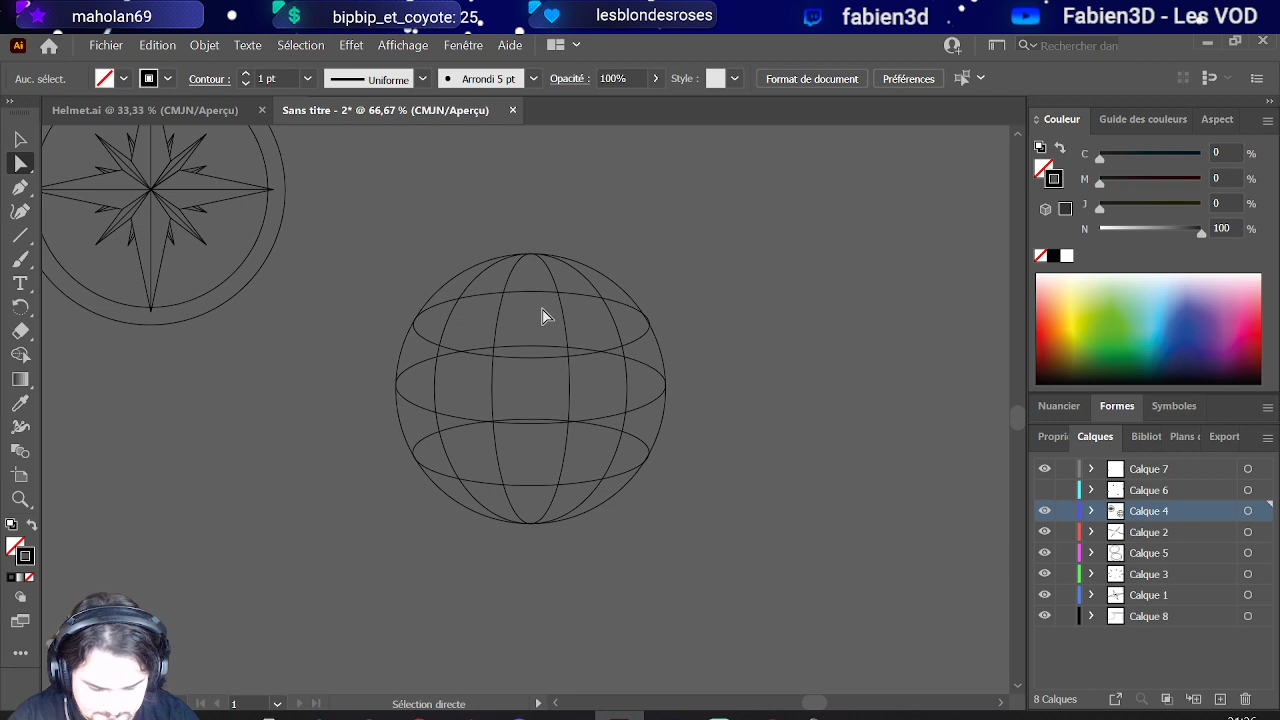 maholan69
bipbip_et_coyote: 25
lesblondesroses
fabien3d
Fabien3D - Les VOD
Ai
Fichier Edition Objet Texte Sélection Effet Affichage Fenêtre Aide
Rechercher dan
Auc. sélect.
Contour :
1 pt
Uniforme
Arrondi 5 pt
Opacité :
100%
Style :
Format de document
Préférences
Helmet.ai @ 33,33 % (CMJN/Aperçu)
Sans titre - 2* @ 66,67 % (CMJN/Aperçu)
Couleur
Guide des couleurs
Aspect
C 0 %
M 0 %
J 0 %
N 100 %
Nuancier
Formes
Symboles
Propri
Calques
Bibliot
Plans d
Export
Calque 7
Calque 6
Calque 4
Calque 2
Calque 5
Calque 3
Calque 1
Calque 8
8 Calques
1
Sélection directe